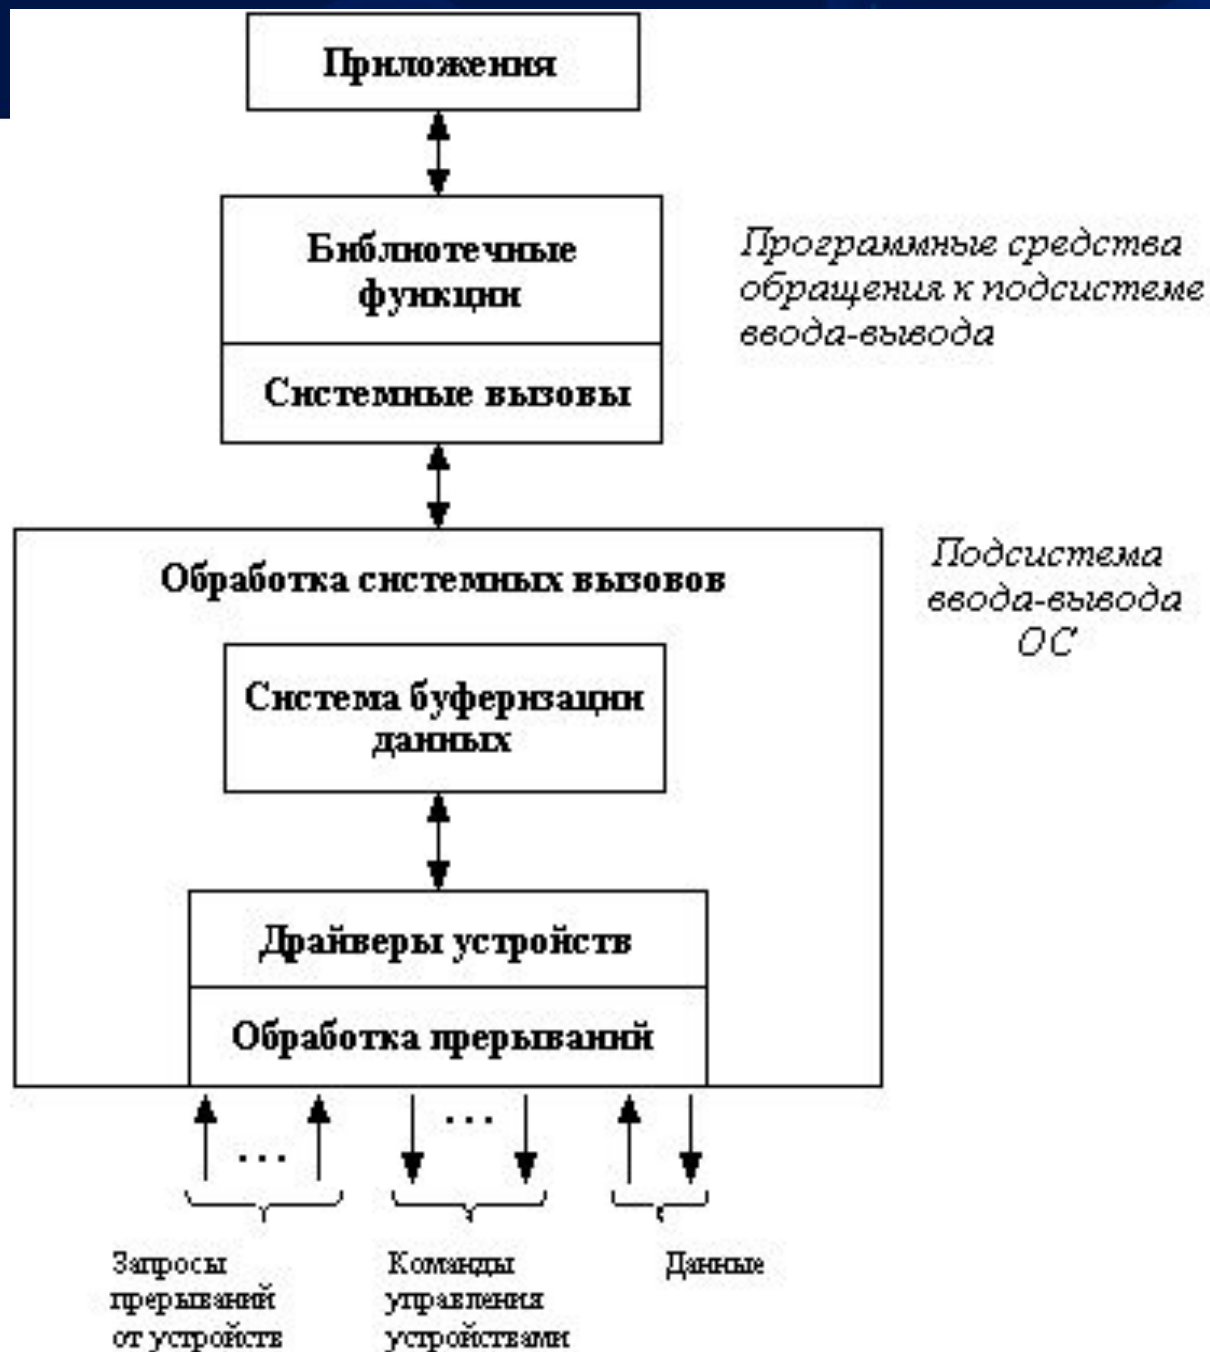 Приложения
Библиотечные
функции
Системные вызовы
Программные средства
обращения к подсистеме
ввода-вывода
Обработка системных вызовов
Подсистема
ввода-вывода
ОС
Система буферизации
данных
Драйверы устройств
Обработка прерываний
...
...
Запросы
прерываний
от устройств
Команды
управления
устройствами
Данные